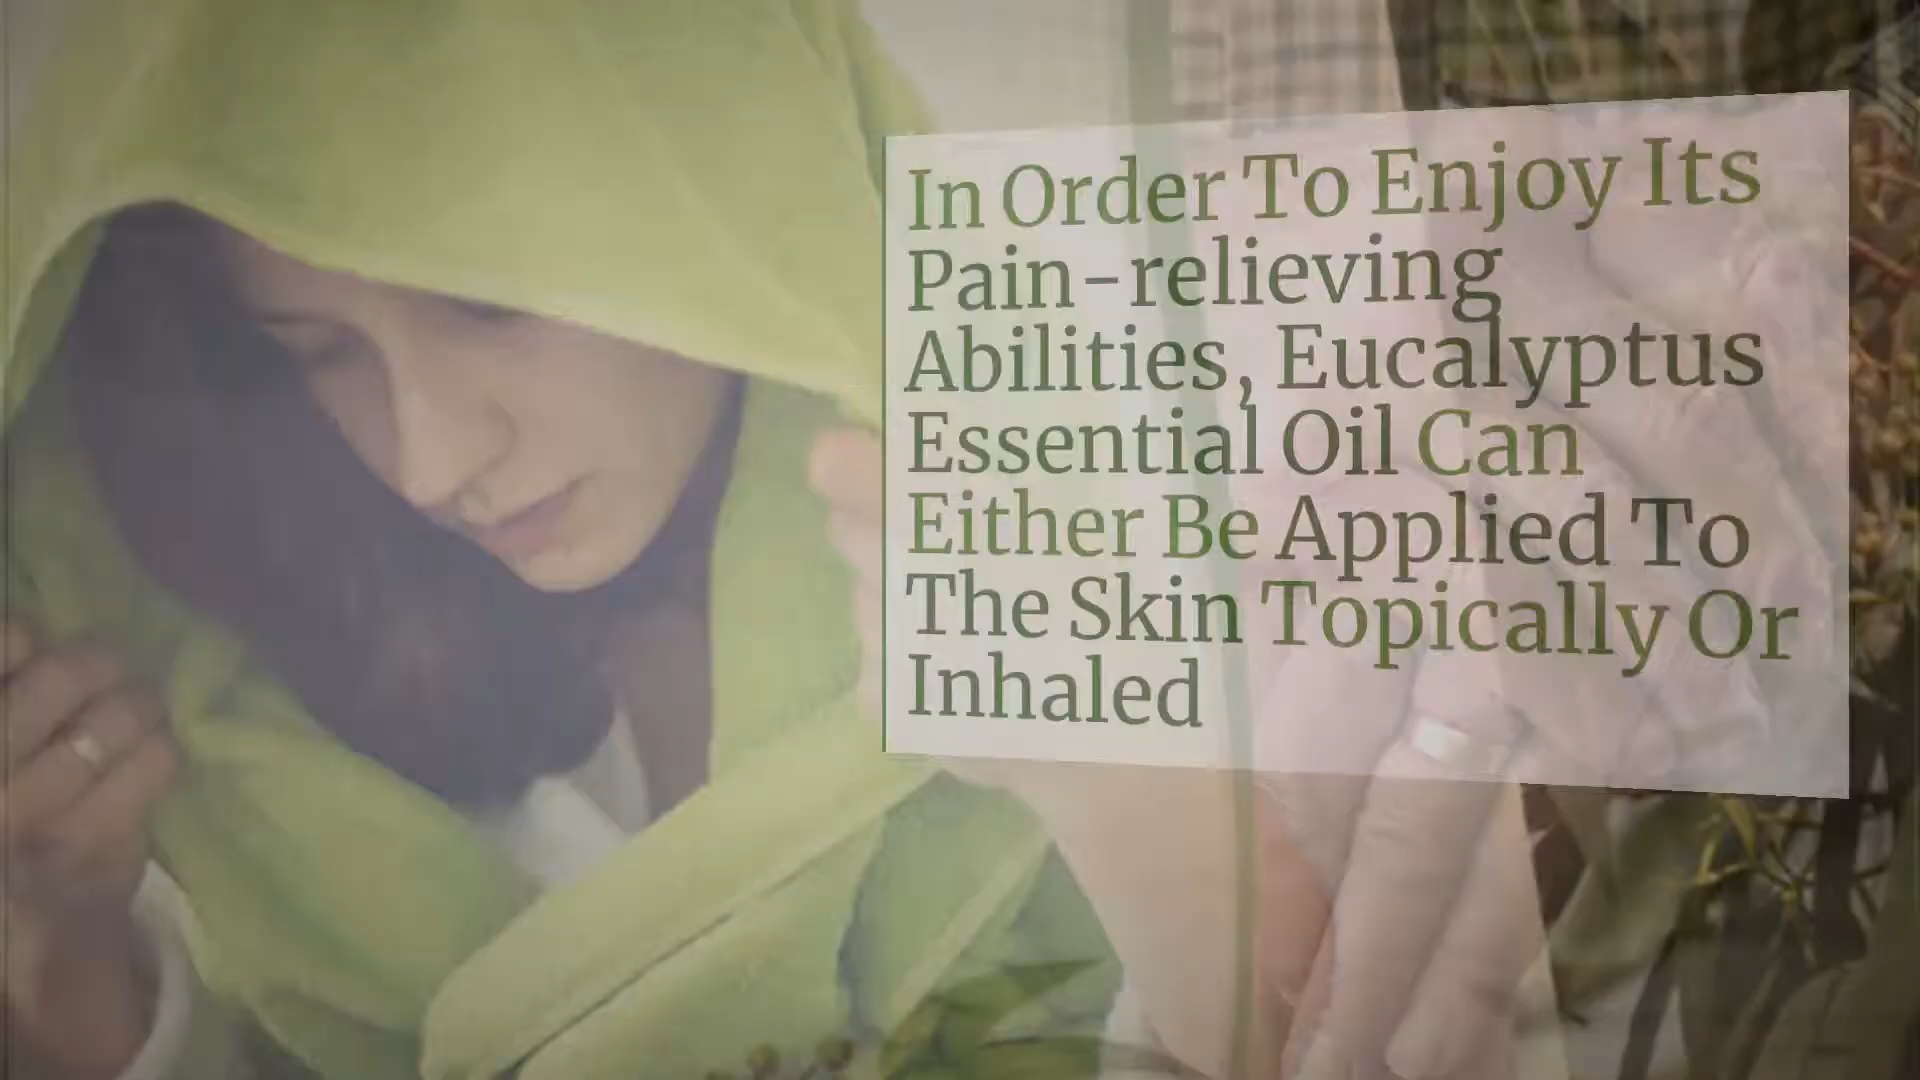 In Order To Enjoy Its
Pain-relieving
Abilities, Eucalyptus
Essential Oil Can
Either Be Applied To
The Skin Topically Or
Inhaled